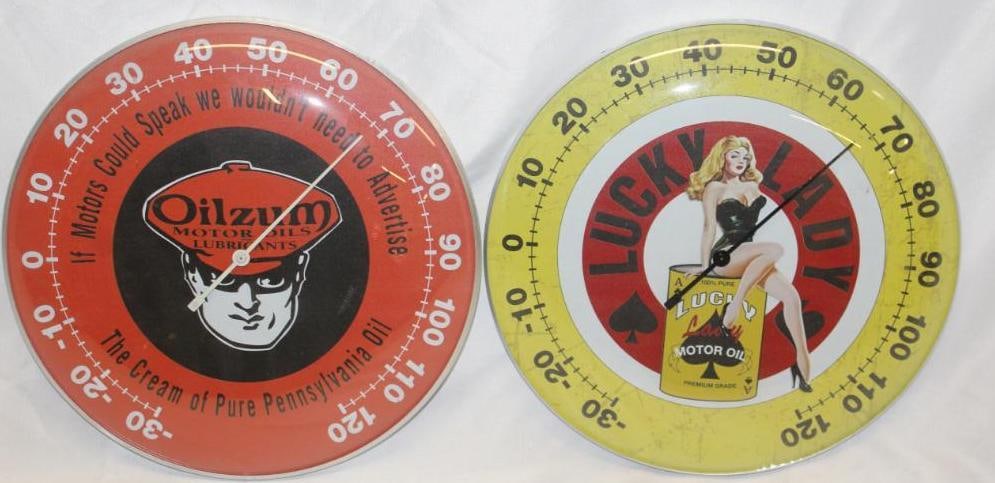 If Motors Could Speak we wouldn't need to Advertise
Oilzum
MOTOR OILS
LUBRICANTS
The Cream of Pure Pennsylvania Oil
-30 -20 -10 0 10 20 30 40 50 60 70 80 90 100 110 120
LUCKY LADY
A
100% PURE
LUCKY
Lady
MOTOR OIL
PREMIUM GRADE
A
-30 -20 -10 0 10 20 30 40 50 60 70 80 90 100 110 120